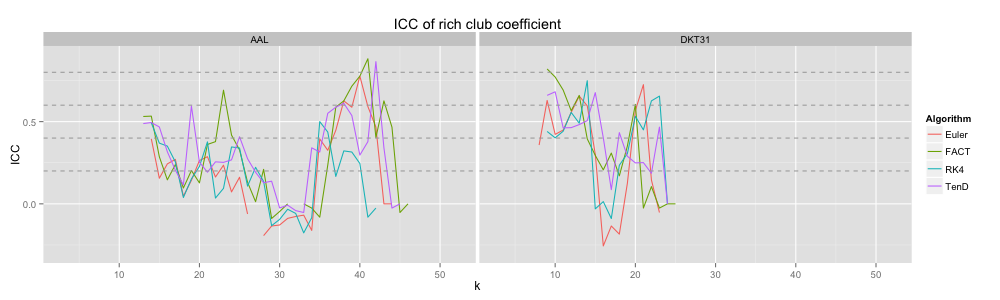 ICC of rich club coefficient
AAL
DKT31
0.5
0.0
ICC
10 20 30 40 50
10 20 30 40 50
k
Algorithm
Euler
FACT
RK4
TenD